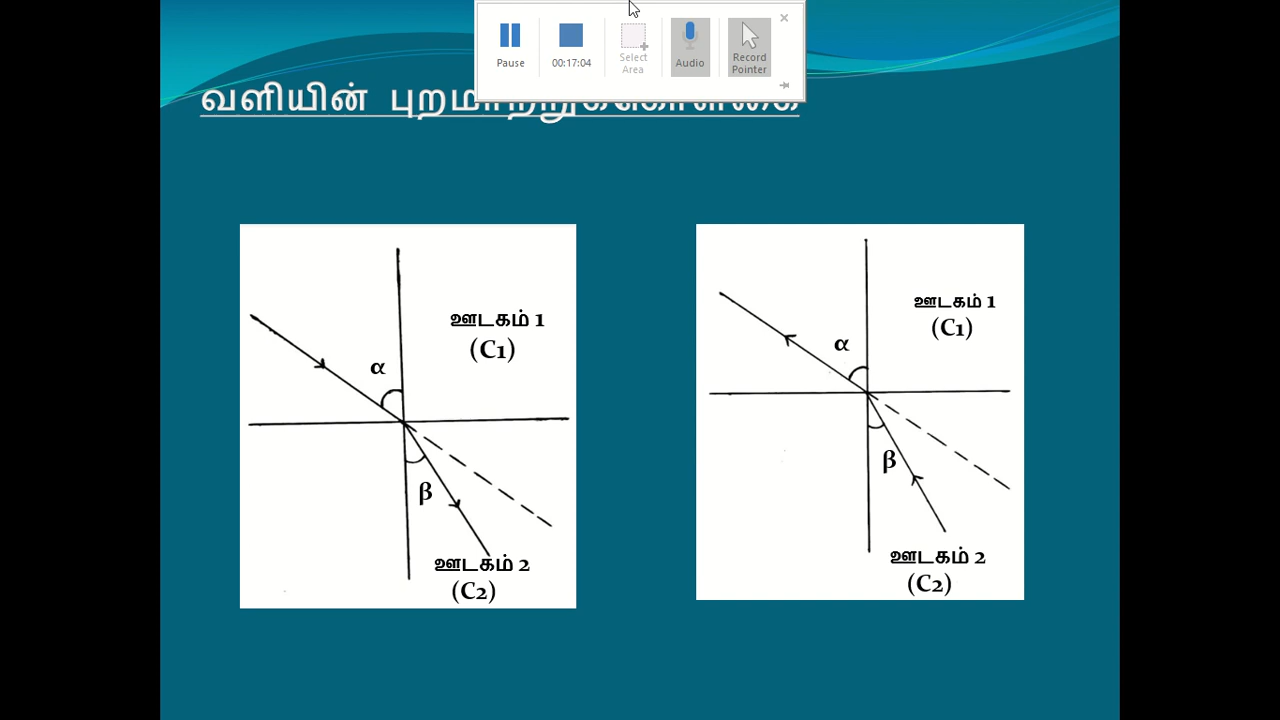 Pause
00:17:04
Select
Area
Audio
Record
Pointer
வளியின்
ஊடகம் 1
(C1)
α
β
ஊடகம் 2
(C2)
ஊடகம் 1
(C1)
α
β
ஊடகம் 2
(C2)